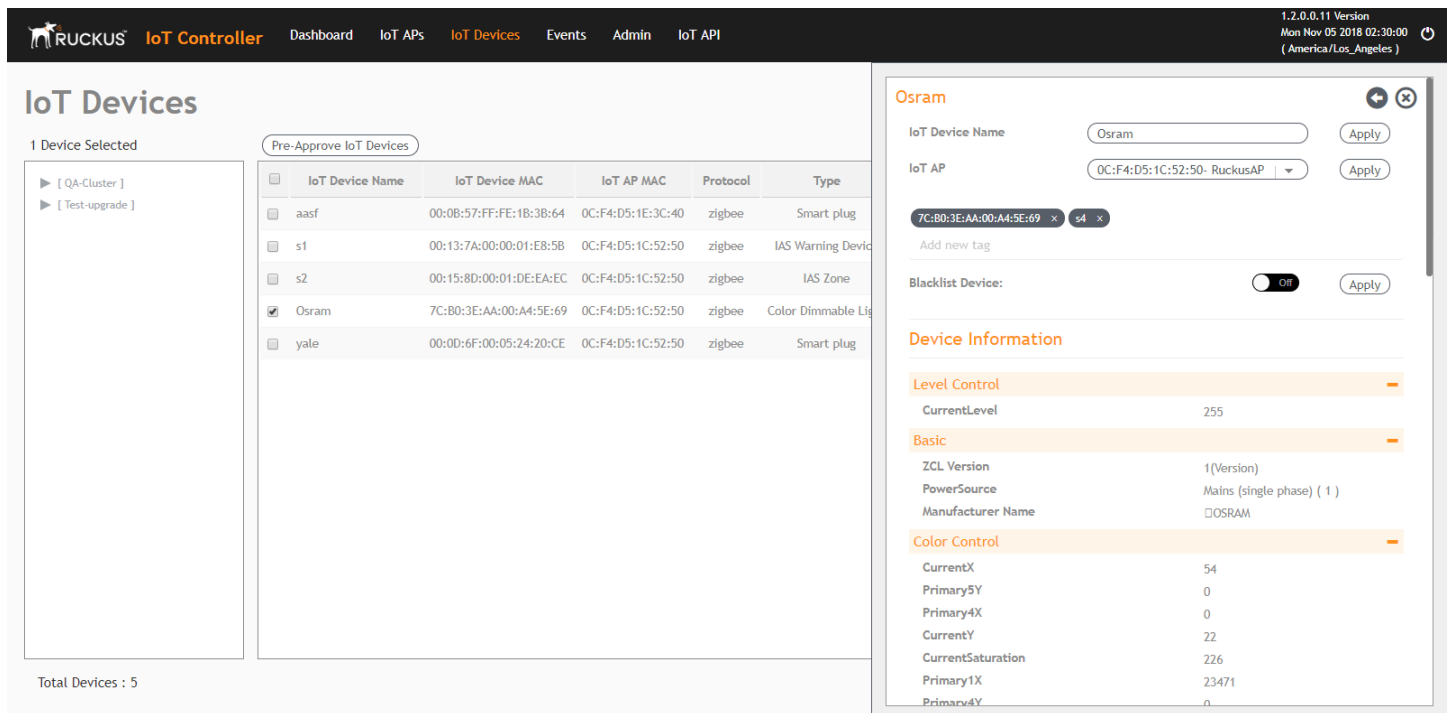 1.2.0.0.11 Version
RUCKUS IoT Controller Dashboard IoT APs IoT Devices Events Admin IoT API Mon Nov 05 2018 02:30:00
( America/Los_Angeles )
IoT Devices
1 Device Selected
Pre-Approve IoT Devices
[ QA-Cluster ]
[ Test-upgrade ]
IoT Device Name IoT Device MAC IoT AP MAC Protocol Type
aasf 00:0B:57:FF:FE:1B:3B:64 0C:F4:D5:1E:3C:40 zigbee Smart plug
s1 00:13:7A:00:00:01:E8:5B 0C:F4:D5:1C:52:50 zigbee IAS Warning Devic
s2 00:15:8D:00:01:DE:EA:EC 0C:F4:D5:1C:52:50 zigbee IAS Zone
Osram 7C:B0:3E:AA:00:A4:5E:69 0C:F4:D5:1C:52:50 zigbee Color Dimmable Lig
yale 00:0D:6F:00:05:24:20:CE 0C:F4:D5:1C:52:50 zigbee Smart plug
Total Devices : 5
Osram
IoT Device Name Osram Apply
IoT AP 0C:F4:D5:1C:52:50- RuckusAP Apply
7C:B0:3E:AA:00:A4:5E:69 × s4 ×
Add new tag
Blacklist Device: Off Apply
Device Information
Level Control
CurrentLevel 255
Basic
ZCL Version 1(Version)
PowerSource Mains (single phase) ( 1 )
Manufacturer Name □OSRAM
Color Control
CurrentX 54
Primary5Y 0
Primary4X 0
CurrentY 22
CurrentSaturation 226
Primary1X 23471
Primary4Y 0